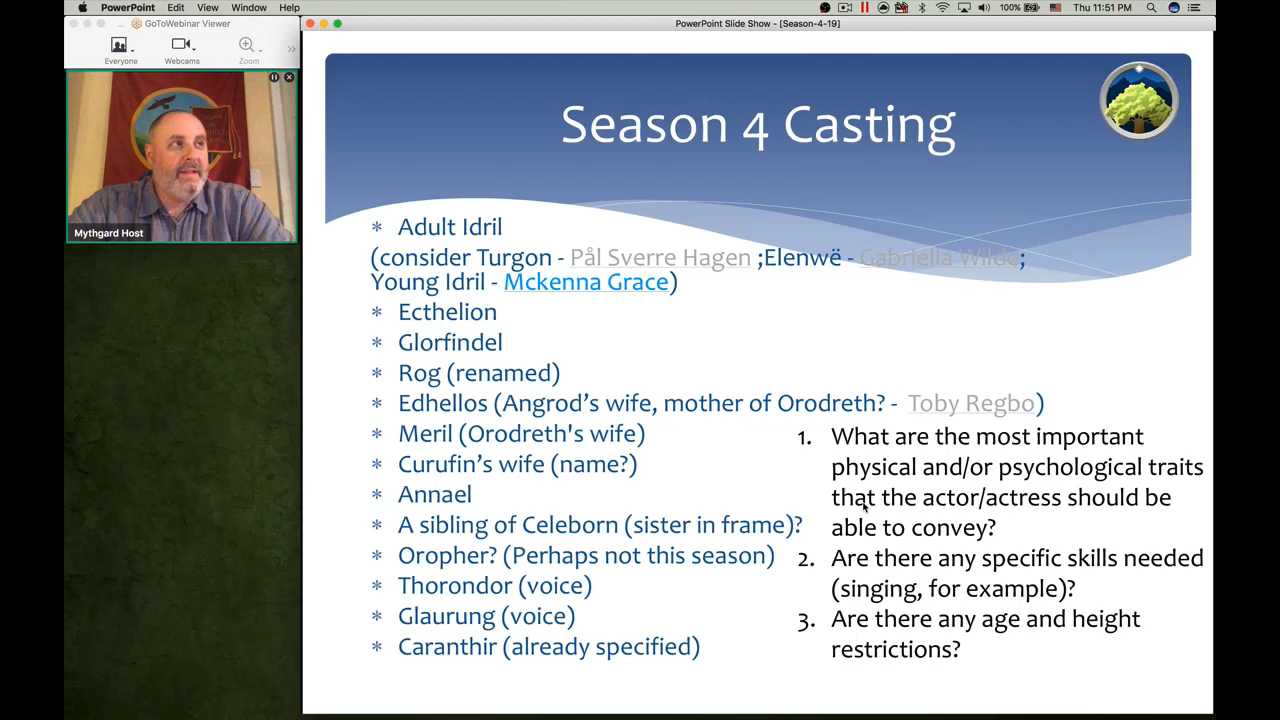 PowerPoint Edit View Window Help
100% Thu 11:51 PM
GoToWebinar Viewer
PowerPoint Slide Show - [Season-4-19]
Everyone Webcams Zoom
Mythgard Host
Season 4 Casting
* Adult Idril
(consider Turgon - Pål Sverre Hagen ;Elenwë - Gabriella Wilde;
Young Idril - Mckenna Grace)
* Ecthelion
* Glorfindel
* Rog (renamed)
* Edhellos (Angrod’s wife, mother of Orodreth? - Toby Regbo)
* Meril (Orodreth's wife)
* Curufin’s wife (name?)
* Annael
* A sibling of Celeborn (sister in frame)?
* Oropher? (Perhaps not this season)
* Thorondor (voice)
* Glaurung (voice)
* Caranthir (already specified)
1. What are the most important
physical and/or psychological traits
that the actor/actress should be
able to convey?
2. Are there any specific skills needed
(singing, for example)?
3. Are there any age and height
restrictions?